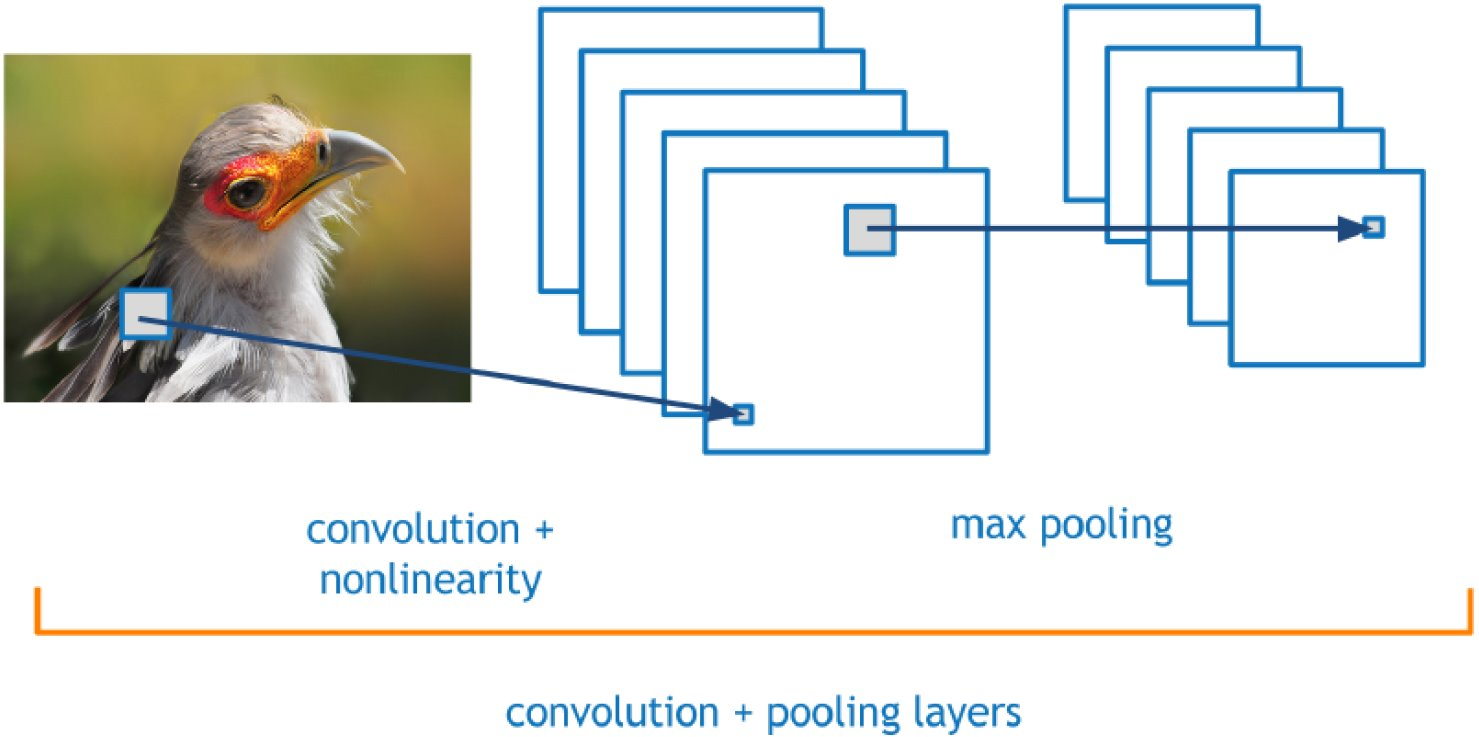 convolution +
nonlinearity
max pooling
convolution + pooling layers